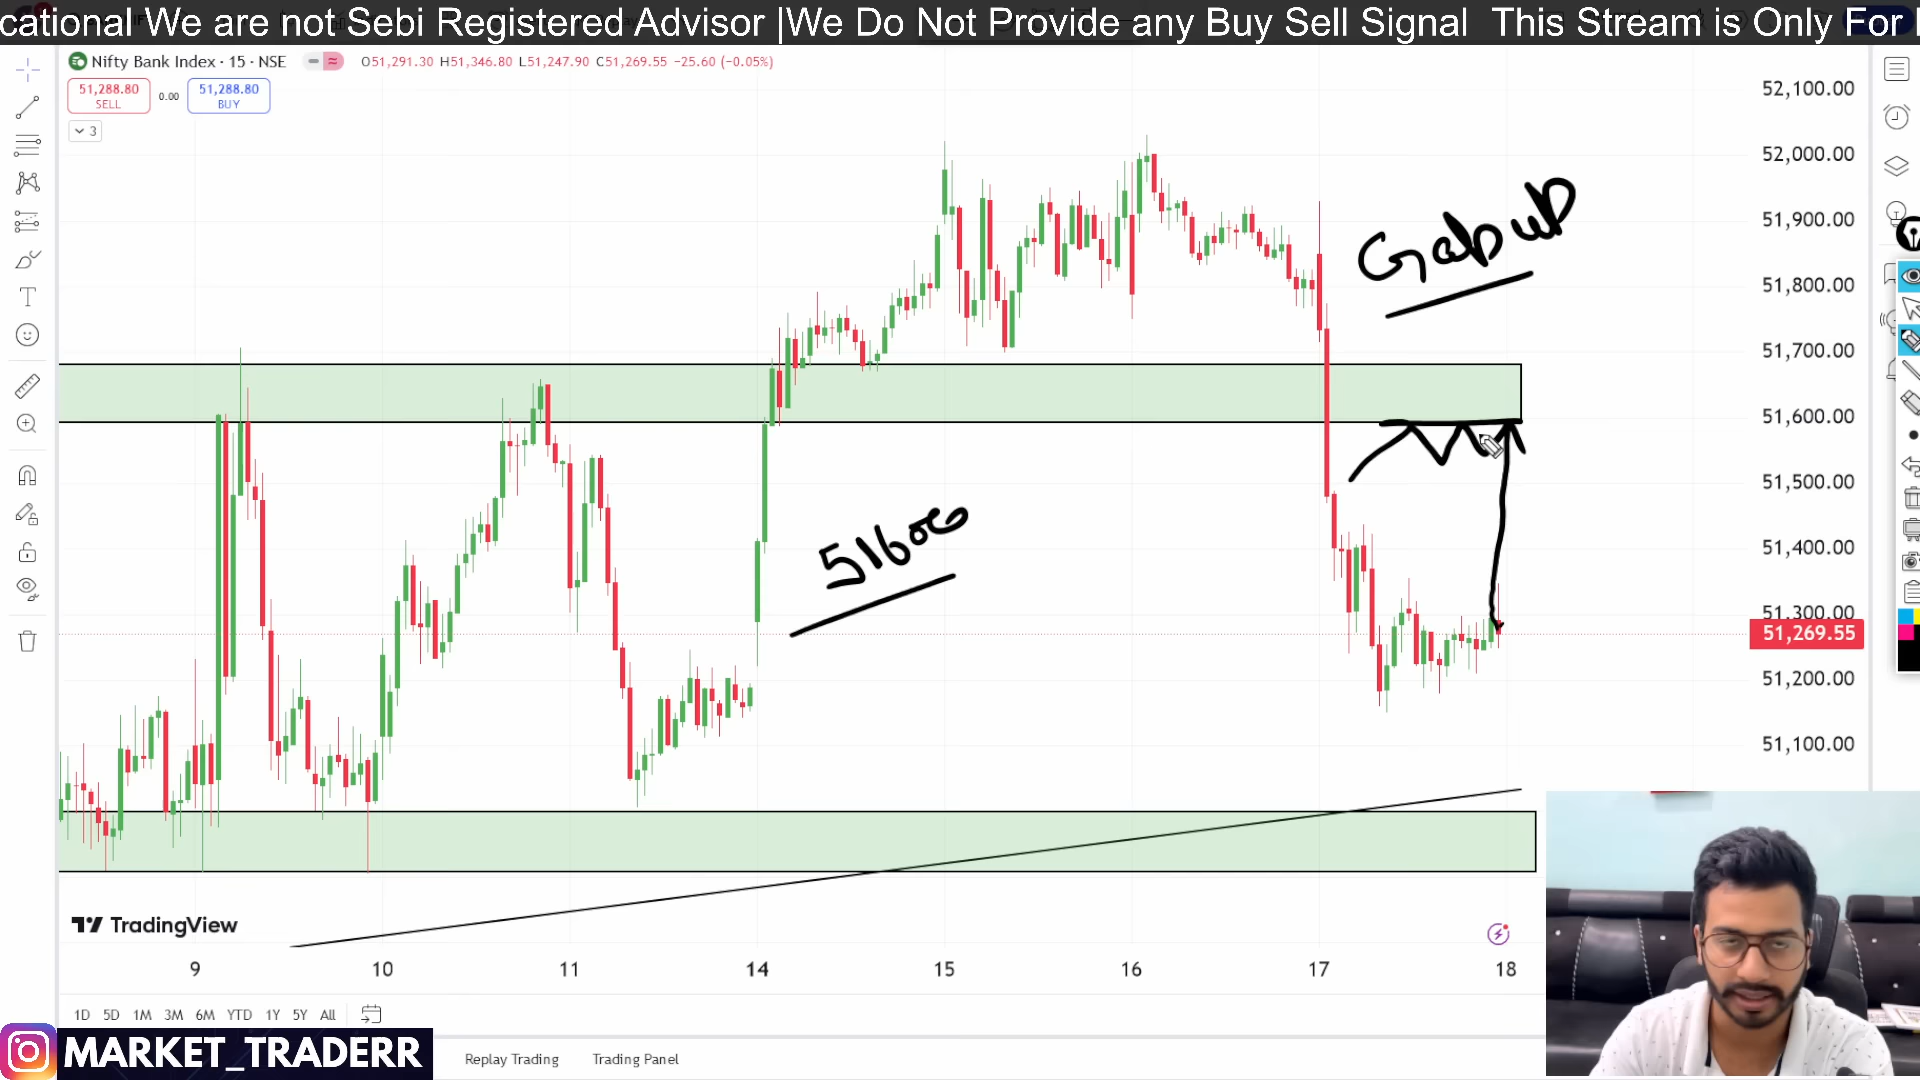 cational We are not Sebi Registered Advisor |We Do Not Provide any Buy Sell Signal This Stream is Only For
Nifty Bank Index · 15 · NSE
O51,291.30 H51,346.80 L51,247.90 C51,269.55 −25.60 (−0.05%)
51,288.80
SELL
0.00
51,288.80
BUY
3
52,100.00
52,000.00
51,900.00
51,800.00
51,700.00
51,600.00
51,500.00
51,400.00
51,300.00
51,269.55
51,200.00
51,100.00
Gap up
51600
TradingView
9 10 11 14 15 16 17 18
1D 5D 1M 3M 6M YTD 1Y 5Y All
MARKET_TRADERR
Replay Trading Trading Panel